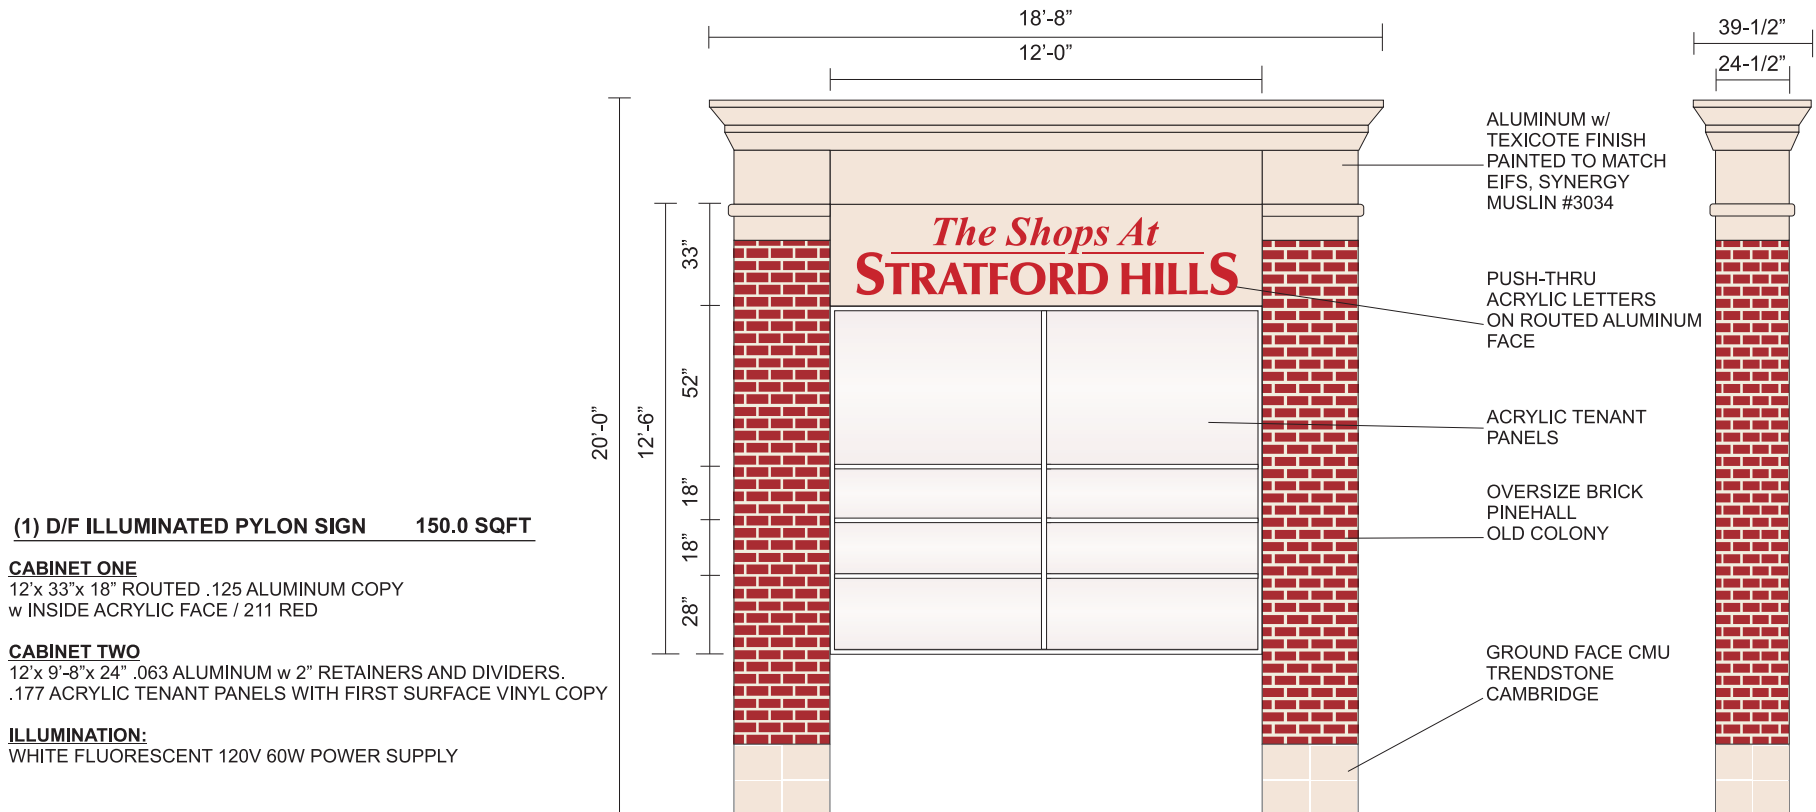 18’-8”
12’-0”
39-1/2”
24-1/2”
ALUMINUM w/
TEXICOTE FINISH
PAINTED TO MATCH
EIFS, SYNERGY
MUSLIN #3034
The Shops At
STRATFORD HILLS
33”
PUSH-THRU
ACRYLIC LETTERS
ON ROUTED ALUMINUM
FACE
52”
20’-0”
12’-6”
ACRYLIC TENANT
PANELS
18”
OVERSIZE BRICK
PINEHALL
OLD COLONY
18”
28”
GROUND FACE CMU
TRENDSTONE
CAMBRIDGE
(1) D/F ILLUMINATED PYLON SIGN 150.0 SQFT
CABINET ONE
12’x 33”x 18” ROUTED .125 ALUMINUM COPY
w INSIDE ACRYLIC FACE / 211 RED
CABINET TWO
12’x 9’-8”x 24” .063 ALUMINUM w 2” RETAINERS AND DIVIDERS.
.177 ACRYLIC TENANT PANELS WITH FIRST SURFACE VINYL COPY
ILLUMINATION:
WHITE FLUORESCENT 120V 60W POWER SUPPLY